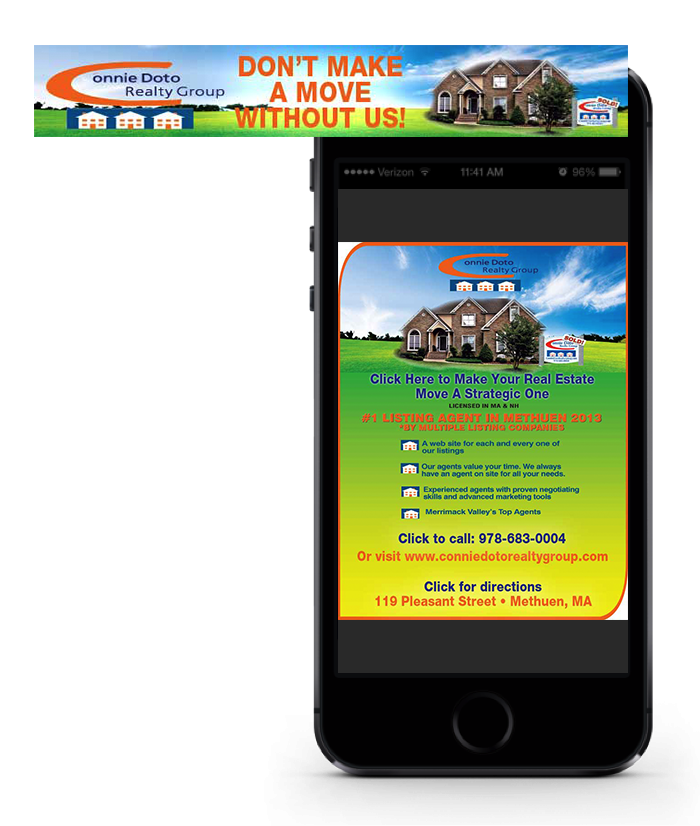 Connie Doto
Realty Group
DON'T MAKE
A MOVE
WITHOUT US!
SOLD!
Verizon
11:41 AM
96%
Connie Doto
Realty Group
SOLD!
Click Here to Make Your Real Estate
Move A Strategic One
LICENSED IN MA & NH
#1 LISTING AGENT IN METHUEN 2013
*BY MULTIPLE LISTING COMPANIES
A web site for each and every one of
our listings
Our agents value your time. We always
have an agent on site for all your needs.
Experienced agents with proven negotiating
skills and advanced marketing tools
Merrimack Valley's Top Agents
Click to call: 978-683-0004
Or visit www.conniedotorealtygroup.com
Click for directions
119 Pleasant Street • Methuen, MA